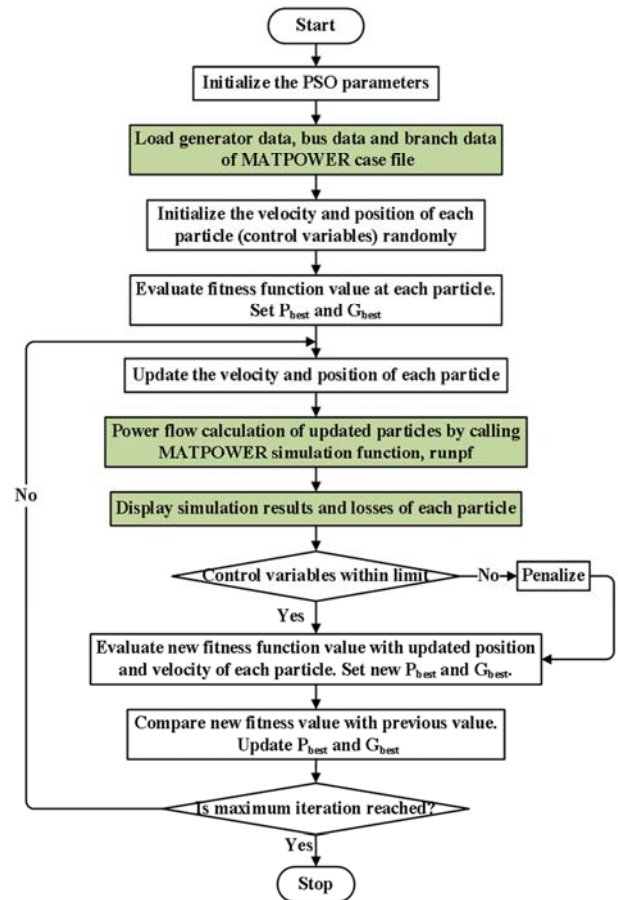 Start
Initialize the PSO parameters
Load generator data, bus data and branch data
of MATPOWER case file
Initialize the velocity and position of each
particle (control variables) randomly
Evaluate fitness function value at each particle.
Set Pbest and Gbest
Update the velocity and position of each particle
Power flow calculation of updated particles by calling
MATPOWER simulation function, runpf
No
Display simulation results and losses of each particle
Control variables within limit
No
Penalize
Yes
Evaluate new fitness function value with updated position
and velocity of each particle. Set new Pbest and Gbest.
Compare new fitness value with previous value.
Update Pbest and Gbest
Is maximum iteration reached?
Yes
Stop